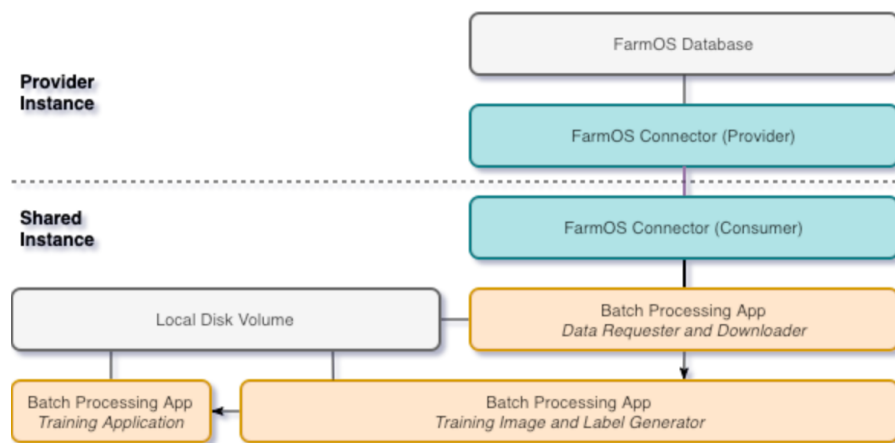 FarmOS Database
Provider
Instance
FarmOS Connector (Provider)
Shared
Instance
FarmOS Connector (Consumer)
Local Disk Volume
Batch Processing App
Data Requester and Downloader
Batch Processing App
Training Application
Batch Processing App
Training Image and Label Generator